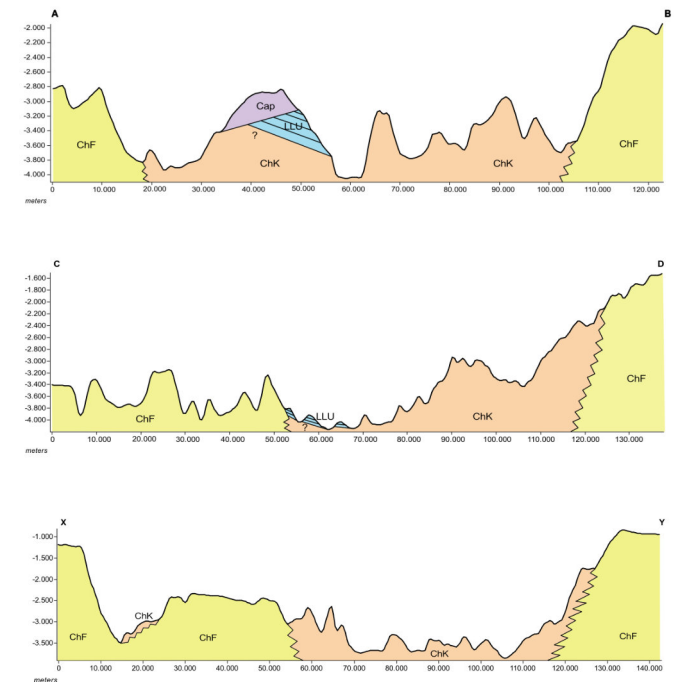 A B
-2.000
-2.200
-2.400
-2.600
-2.800
-3.000
-3.200
-3.400
-3.600
-3.800
-4.000
Cap
LLU
?
ChF
ChK
ChK
ChF
0 10.000 20.000 30.000 40.000 50.000 60.000 70.000 80.000 90.000 100.000 110.000 120.000
meters
C D
-1.600
-1.800
-2.000
-2.200
-2.400
-2.600
-2.800
-3.000
-3.200
-3.400
-3.600
-3.800
-4.000
ChF
LLU
?
ChK
ChF
0 10.000 20.000 30.000 40.000 50.000 60.000 70.000 80.000 90.000 100.000 110.000 120.000 130.000
meters
X Y
-1.000
-1.500
-2.000
-2.500
-3.000
-3.500
ChK
ChF
ChF
ChK
ChF
0 10.000 20.000 30.000 40.000 50.000 60.000 70.000 80.000 90.000 100.000 110.000 120.000 130.000 140.000
meters